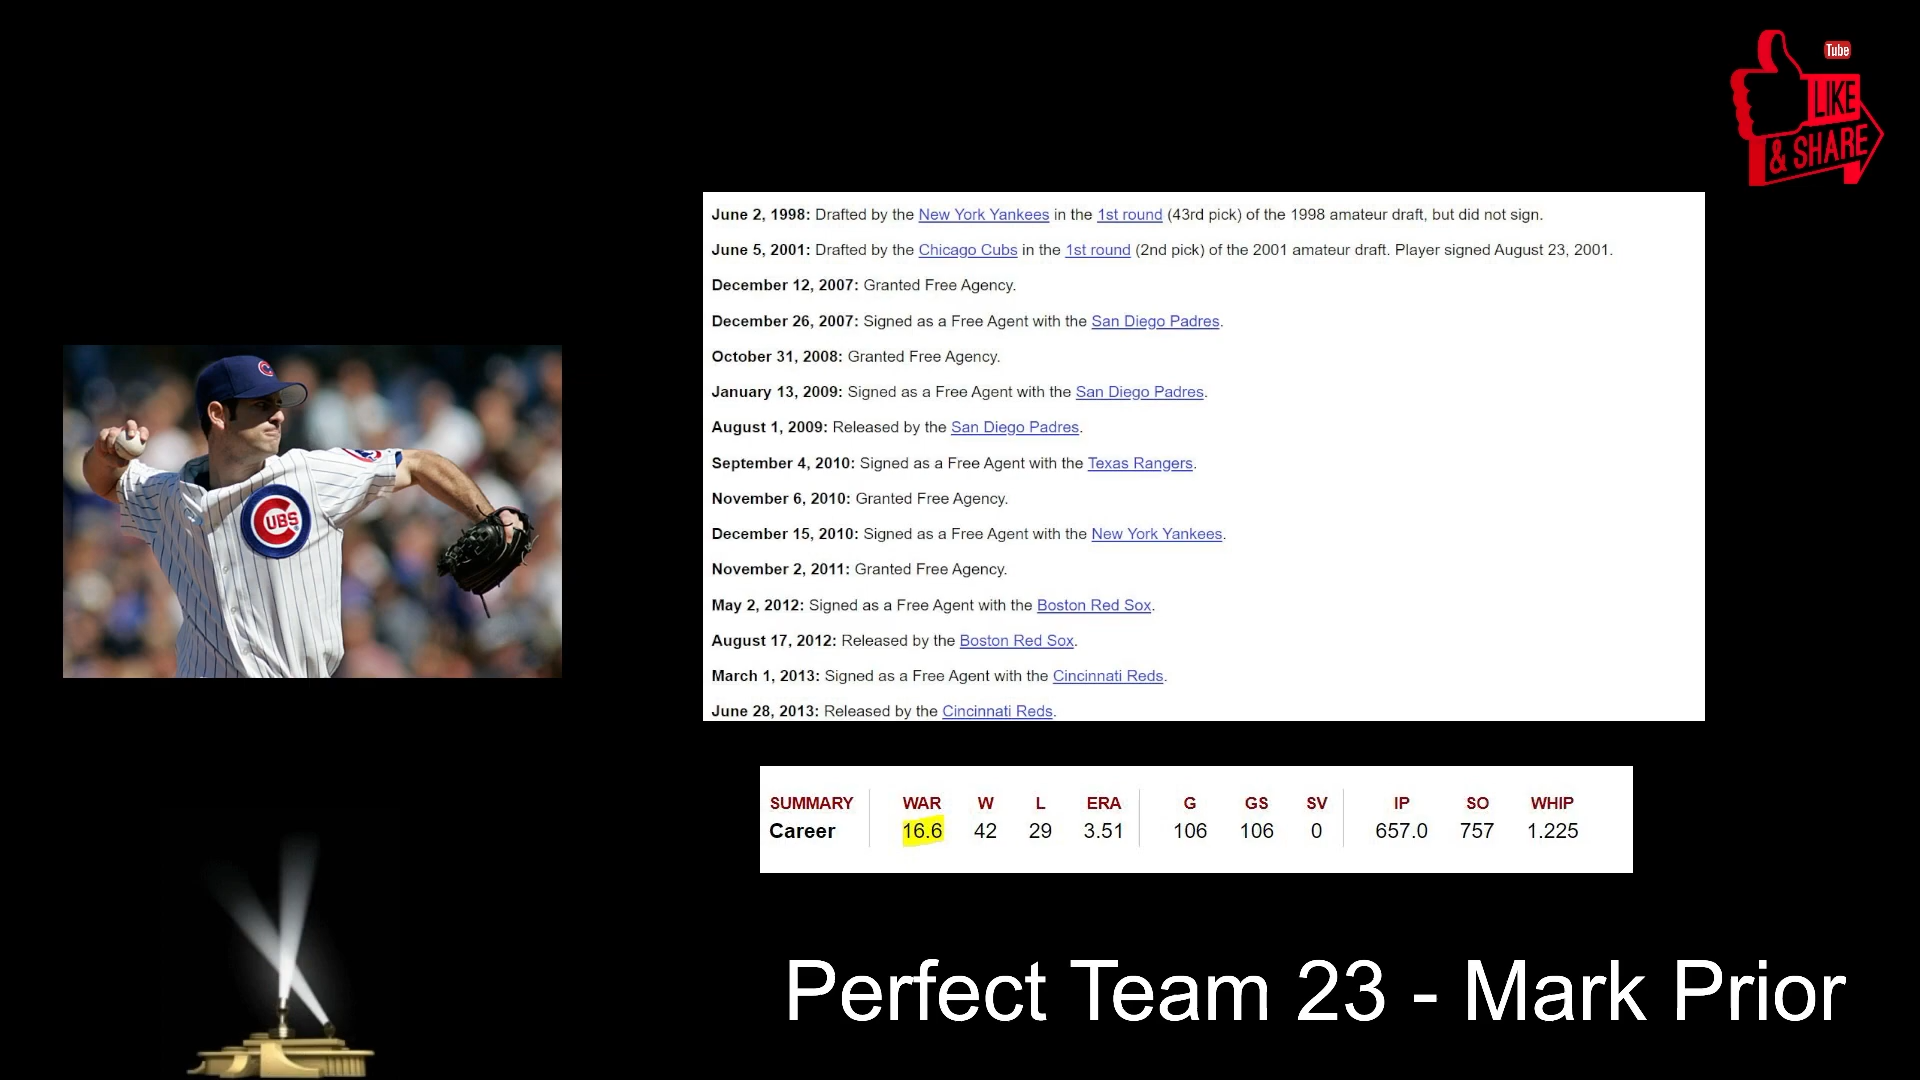 Tube
LIKE
& SHARE
June 2, 1998: Drafted by the New York Yankees in the 1st round (43rd pick) of the 1998 amateur draft, but did not sign.
June 5, 2001: Drafted by the Chicago Cubs in the 1st round (2nd pick) of the 2001 amateur draft. Player signed August 23, 2001.
December 12, 2007: Granted Free Agency.
December 26, 2007: Signed as a Free Agent with the San Diego Padres.
October 31, 2008: Granted Free Agency.
January 13, 2009: Signed as a Free Agent with the San Diego Padres.
August 1, 2009: Released by the San Diego Padres.
September 4, 2010: Signed as a Free Agent with the Texas Rangers.
November 6, 2010: Granted Free Agency.
December 15, 2010: Signed as a Free Agent with the New York Yankees.
November 2, 2011: Granted Free Agency.
May 2, 2012: Signed as a Free Agent with the Boston Red Sox.
August 17, 2012: Released by the Boston Red Sox.
March 1, 2013: Signed as a Free Agent with the Cincinnati Reds.
June 28, 2013: Released by the Cincinnati Reds.
CUBS
SUMMARY WAR W L ERA G GS SV IP SO WHIP
Career 16.6 42 29 3.51 106 106 0 657.0 757 1.225
Perfect Team 23 - Mark Prior